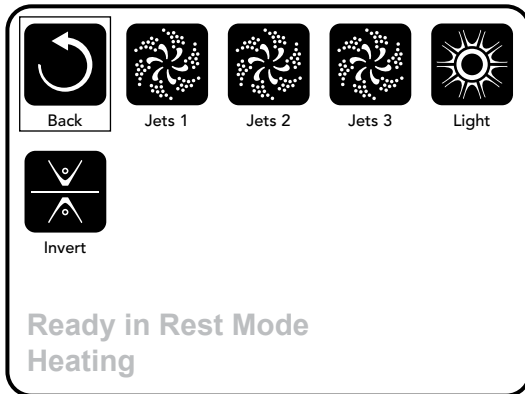 Back
Jets 1
Jets 2
Jets 3
Light
Invert
Ready in Rest Mode
Heating